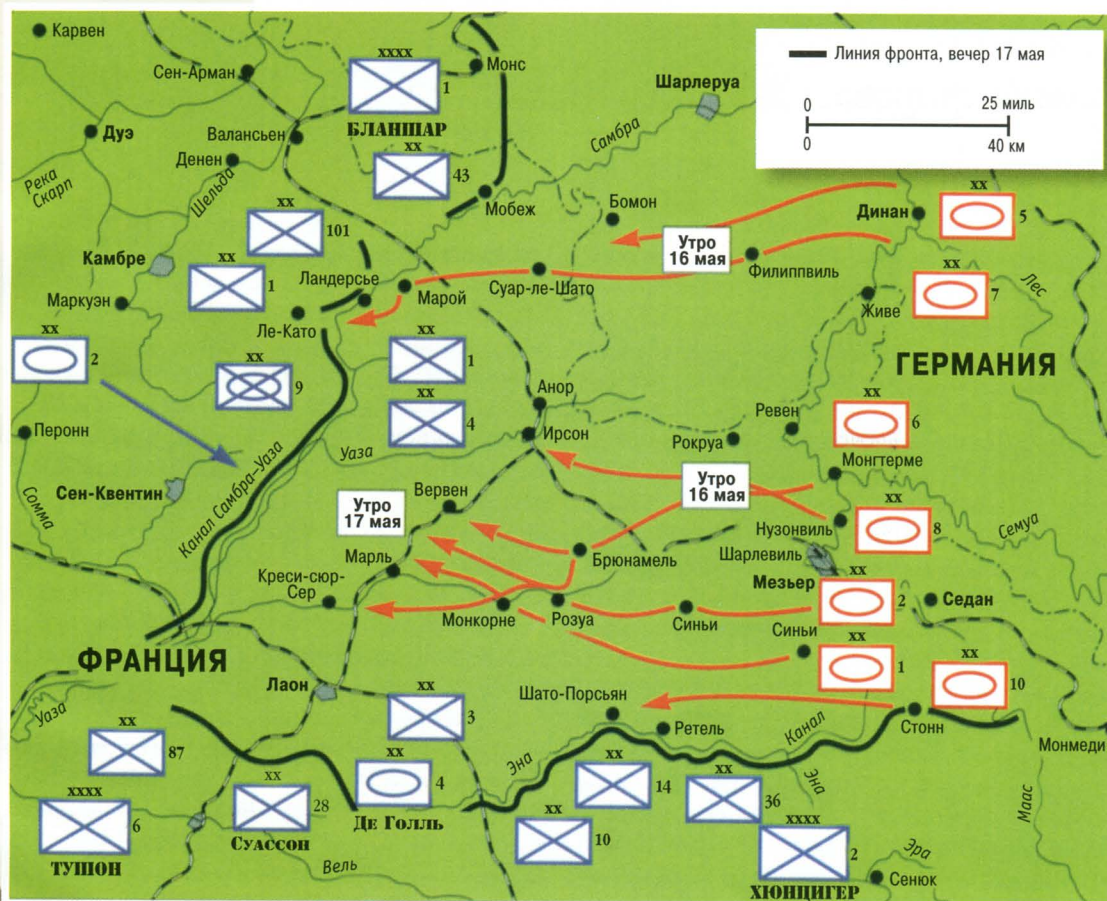 Карвен
Сен-Арман
xxxx
1
БЛАНШАР
Монс
Шарлеруа
Линия фронта, вечер 17 мая
0
25 миль
0
40 км
Дуэ
Валансьен
Денен
Река
Скарп
Шельда
Самбра
xx
43
Мобеж
Бомон
Динан
xx
5
xx
101
Утро
16 мая
Филиппвиль
Камбре
xx
1
Ландерсье
Марой
Суар-ле-Шато
xx
7
Лес
Живе
Маркуэн
Ле-Като
xx
2
xx
9
xx
1
ГЕРМАНИЯ
4
Анор
Ревен
xx
6
Перонн
Уаза
Ирсон
Рокруа
Монгтерме
Сен-Квентин
Сомма
Канал Самбра–Уаза
Утро
17 мая
Вервен
Утро
16 мая
Нузонвиль
xx
8
Семуа
Марль
Брюнамель
Шарлевиль
Креси-сюр-
Сер
Монкорне
Розуа
Синьи
Мезьер
xx
2
Седан
Синьи
xx
1
xx
10
ФРАНЦИЯ
Лаон
Уаза
xx
3
Шато-Порсьян
Ретель
Канал
Стонн
Монмеди
xx
87
xx
4
Де Голль
Эна
xx
14
xx
36
Эна
Маас
xxxx
6
ТУШОН
xx
28
Суассон
Вель
xx
10
xxxx
2
ХЮНЦИГЕР
Эра
Сенюк